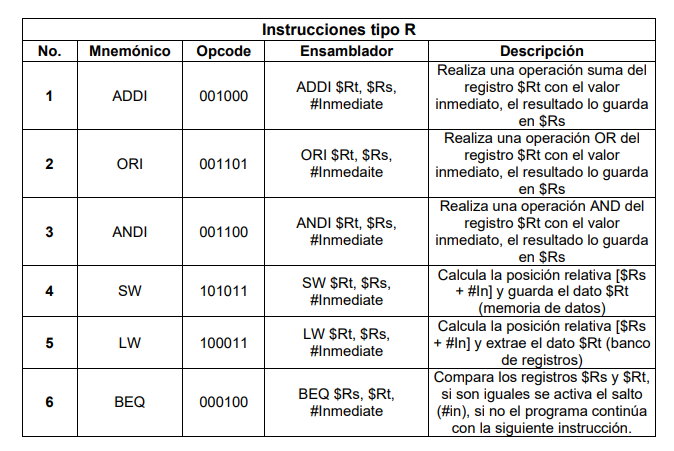 Instrucciones tipo R
No. Mnemónico Opcode Ensamblador Descripción
1 ADDI 001000 ADDI $Rt, $Rs, #Inmediate Realiza una operación suma del registro $Rt con el valor inmediato, el resultado lo guarda en $Rs
2 ORI 001101 ORI $Rt, $Rs, #Inmedaite Realiza una operación OR del registro $Rt con el valor inmediato, el resultado lo guarda en $Rs
3 ANDI 001100 ANDI $Rt, $Rs, #Inmediate Realiza una operación AND del registro $Rt con el valor inmediato, el resultado lo guarda en $Rs
4 SW 101011 SW $Rt, $Rs, #Inmediate Calcula la posición relativa [$Rs + #In] y guarda el dato $Rt (memoria de datos)
5 LW 100011 LW $Rt, $Rs, #Inmediate Calcula la posición relativa [$Rs + #In] y extrae el dato $Rt (banco de registros)
6 BEQ 000100 BEQ $Rs, $Rt, #Inmediate Compara los registros $Rs y $Rt, si son iguales se activa el salto (#in), si no el programa continúa con la siguiente instrucción.